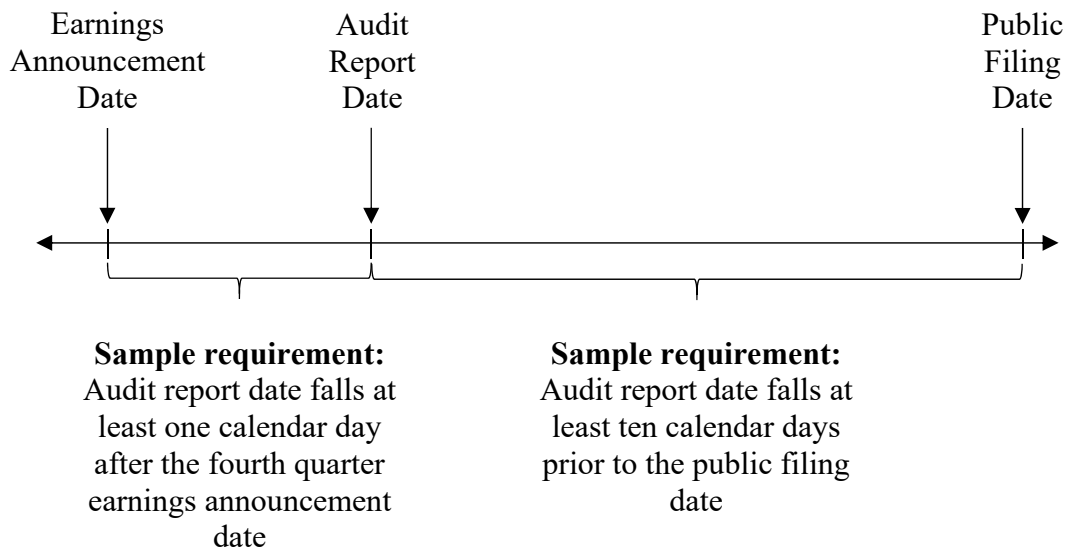 Earnings
Announcement
Date
Audit
Report
Date
Public
Filing
Date
Sample requirement:
Audit report date falls at
least one calendar day
after the fourth quarter
earnings announcement
date
Sample requirement:
Audit report date falls at
least ten calendar days
prior to the public filing
date